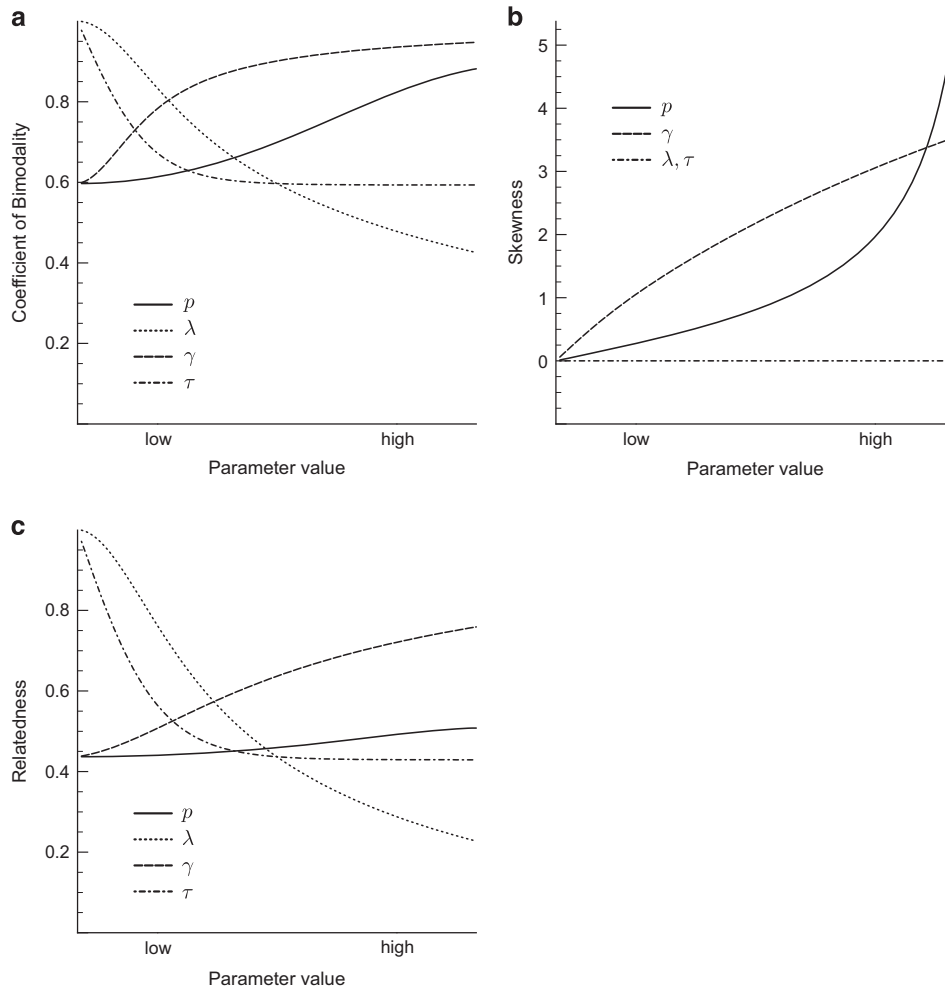 a
Coefficient of Bimodality
0.8
0.6
0.4
0.2
p
λ
γ
τ
low
high
Parameter value
b
Skewness
5
4
3
2
1
0
p
γ
λ, τ
low
high
Parameter value
c
Relatedness
0.8
0.6
0.4
0.2
p
λ
γ
τ
low
high
Parameter value